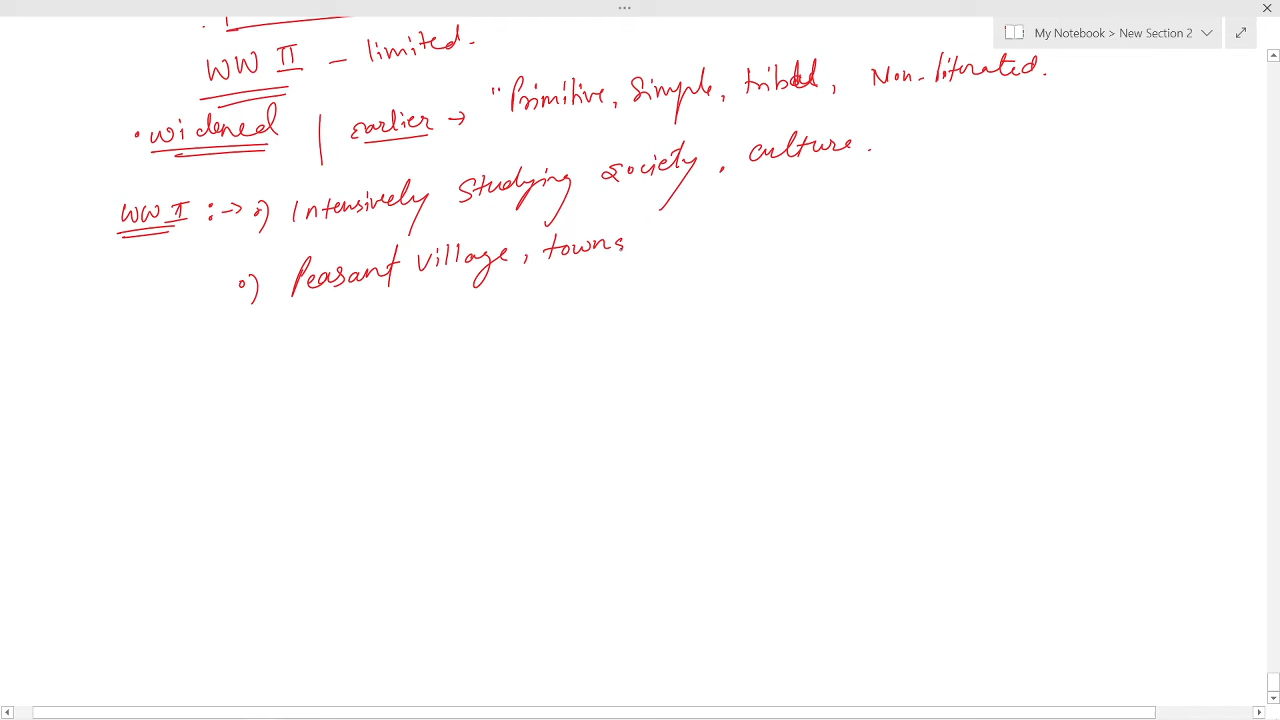 My Notebook > New Section 2
WW II - limited.
• widened | earlier → "Primitive, Simple, tribal, Non-literated.
WW II :→ •) Intensively Studying society, culture.
•) Peasant village, towns